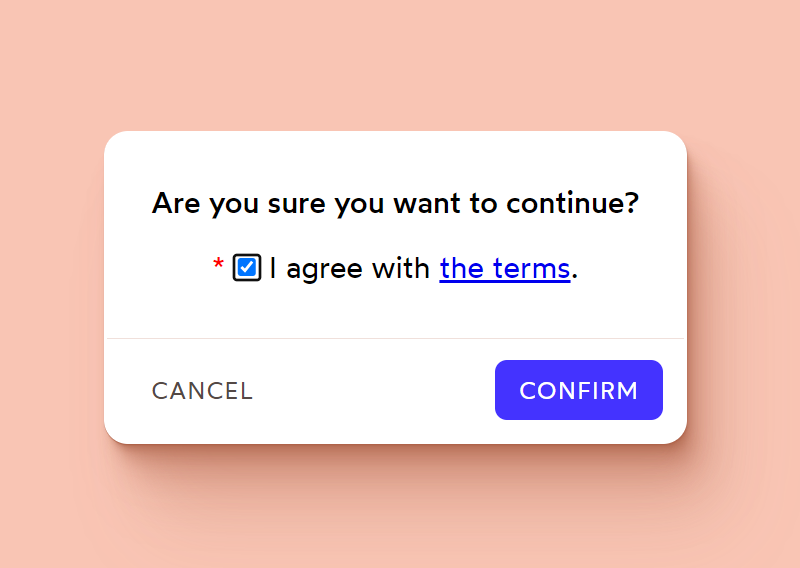 Are you sure you want to continue?
* I agree with the terms.
CANCEL
CONFIRM